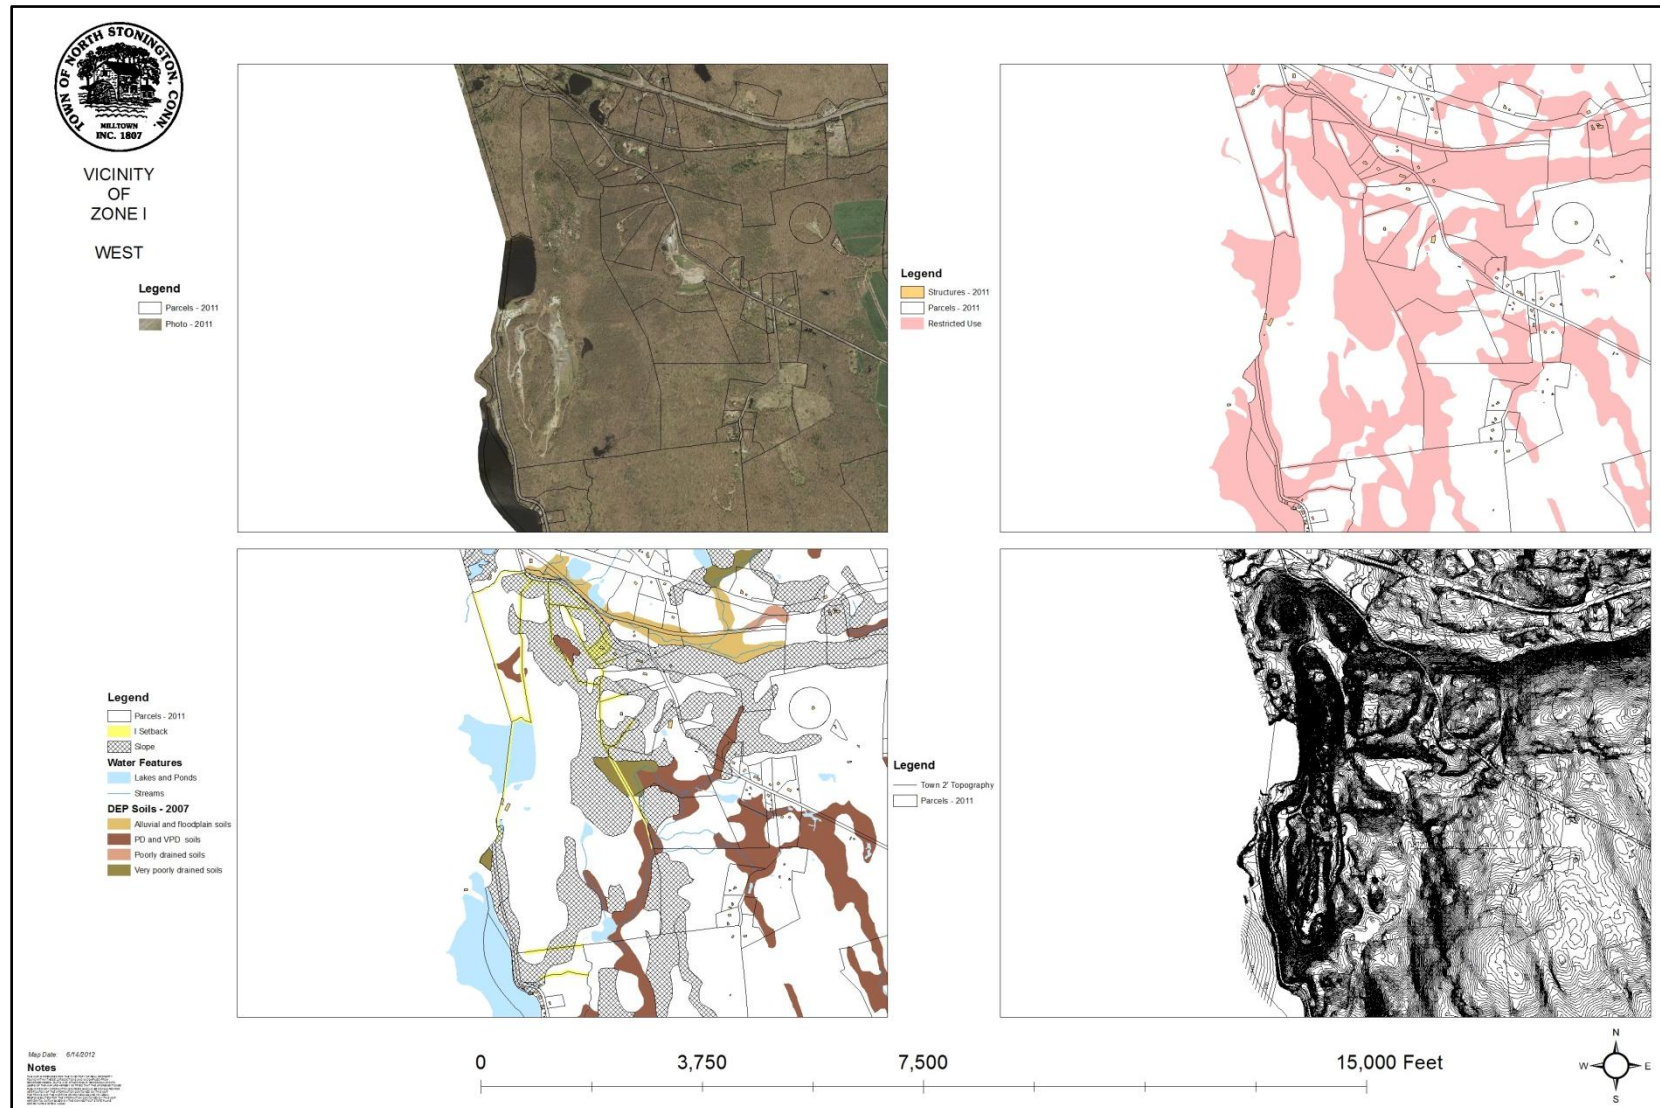 TOWN OF NORTH STONINGTON, CONN.
MILLTOWN
INC. 1807
VICINITY
OF
ZONE I
WEST
Legend
Parcels - 2011
Photo - 2011
Legend
Structures - 2011
Parcels - 2011
Restricted Use
Legend
Parcels - 2011
I Setback
Slope
Water Features
Lakes and Ponds
Streams
DEP Soils - 2007
Alluvial and floodplain soils
PD and VPD soils
Poorly drained soils
Very poorly drained soils
Legend
Town 2' Topography
Parcels - 2011
Map Date: 6/14/2012
Notes
0 3,750 7,500 15,000 Feet
N
W E
S